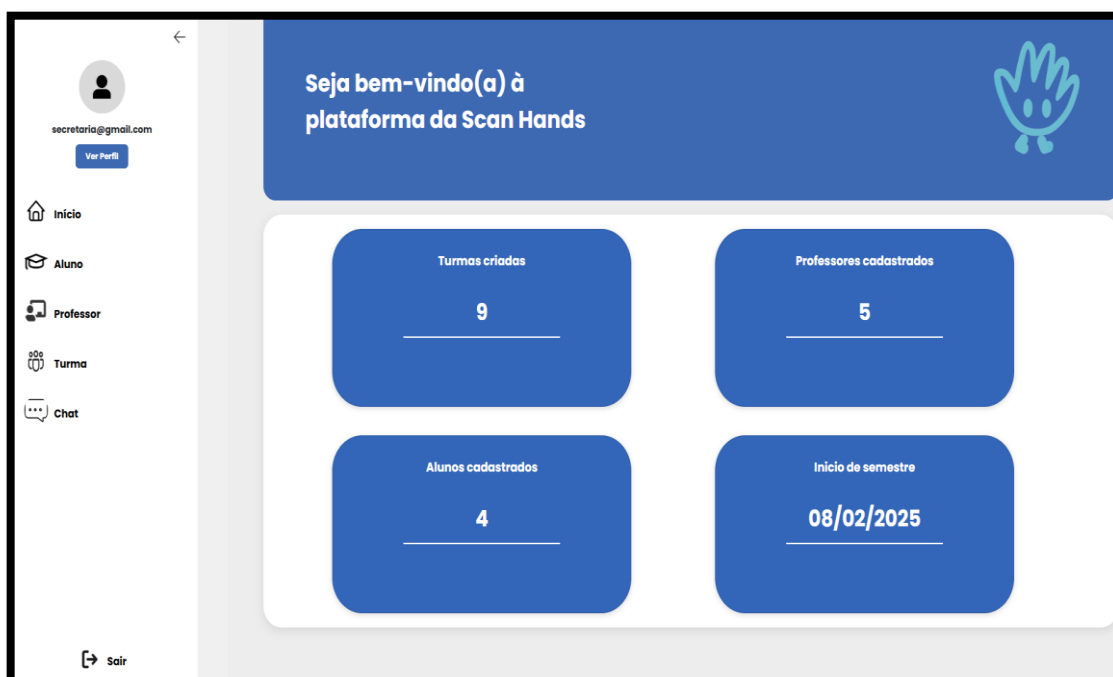 secretaria@gmail.com
Ver Perfil
Início
Aluno
Professor
Turma
Chat
Sair
Seja bem-vindo(a) à
plataforma da Scan Hands
Turmas criadas
9
Professores cadastrados
5
Alunos cadastrados
4
Inicio de semestre
08/02/2025